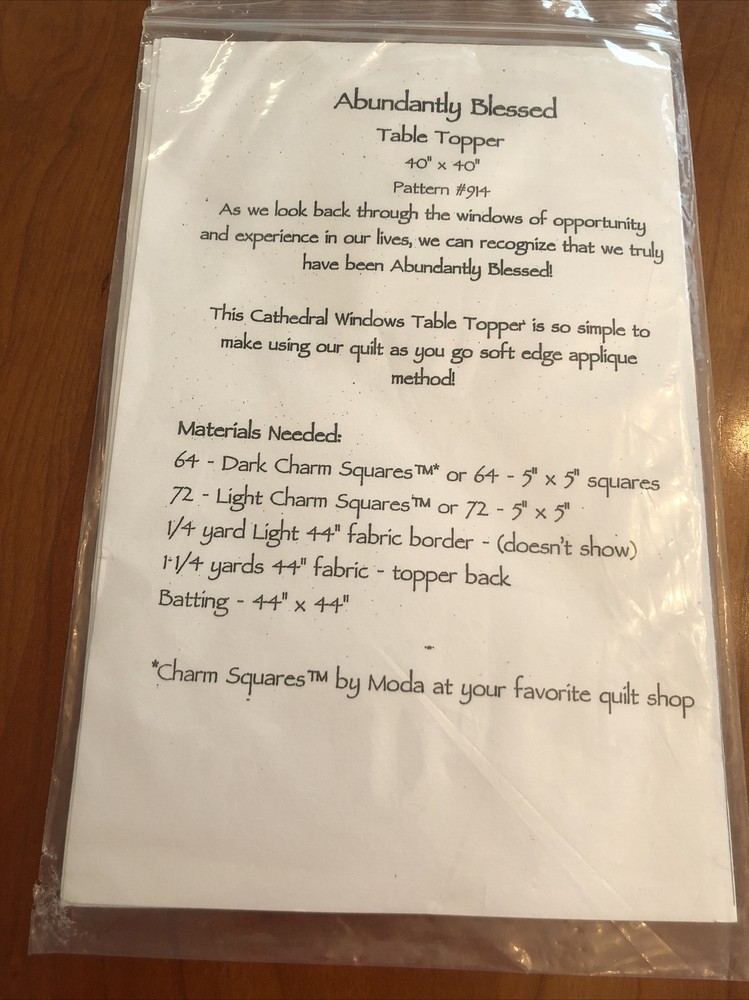 Abundantly Blessed
Table Topper
40" x 40"
Pattern #914
As we look back through the windows of opportunity
and experience in our lives, we can recognize that we truly
have been Abundantly Blessed!
This Cathedral Windows Table Topper is so simple to
make using our quilt as you go soft edge applique
method!
Materials Needed:
64 - Dark Charm Squares™* or 64 - 5" x 5" squares
72 - Light Charm Squares™ or 72 - 5" x 5"
1/4 yard Light 44" fabric border - (doesn't show)
1-1/4 yards 44" fabric - topper back
Batting - 44" x 44"
*Charm Squares™ by Moda at your favorite quilt shop